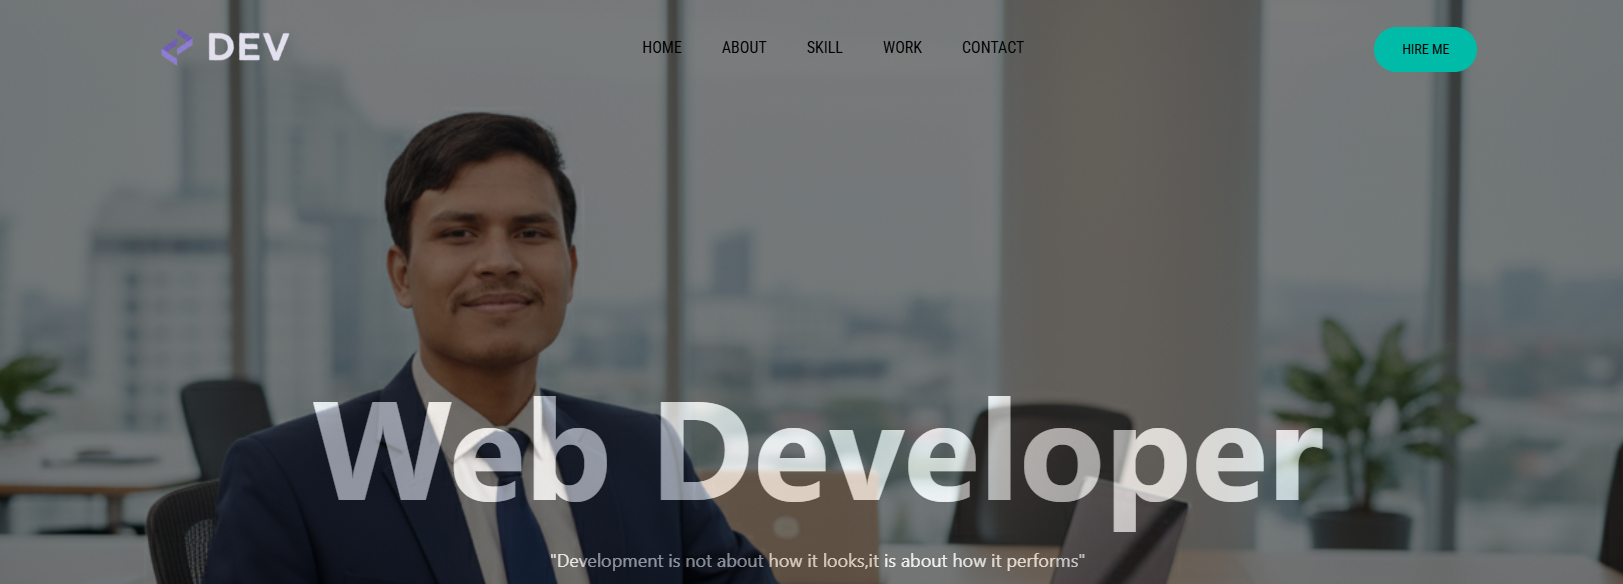 DEV
HOME ABOUT SKILL WORK CONTACT
HIRE ME
Web Developer
"Development is not about how it looks,it is about how it performs"